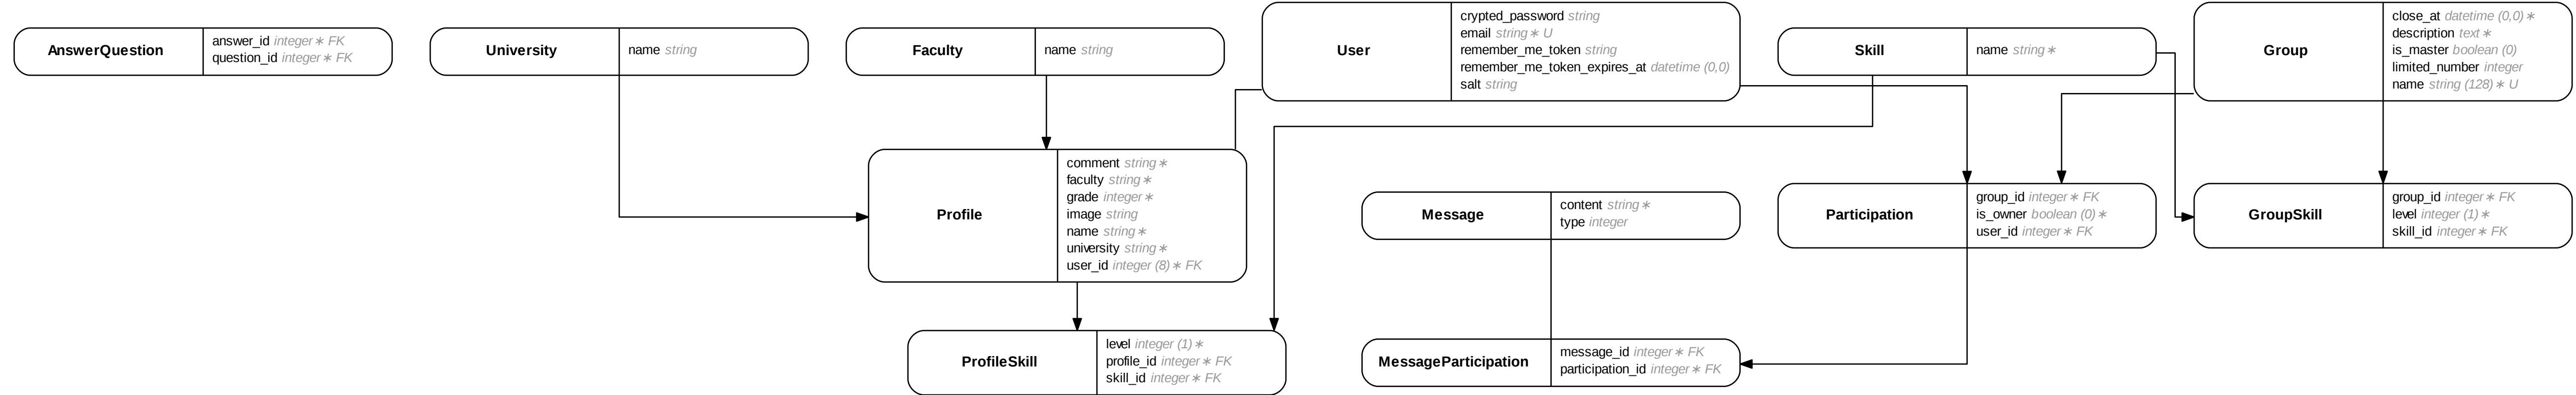 AnswerQuestion
answer_id integer∗ FK
question_id integer∗ FK
University
name string
Faculty
name string
User
crypted_password string
email string∗ U
remember_me_token string
remember_me_token_expires_at datetime (0,0)
salt string
Skill
name string∗
Group
close_at datetime (0,0)∗
description text∗
is_master boolean (0)
limited_number integer
name string (128)∗ U
Profile
comment string∗
faculty string∗
grade integer∗
image string
name string∗
university string∗
user_id integer (8)∗ FK
Message
content string∗
type integer
Participation
group_id integer∗ FK
is_owner boolean (0)∗
user_id integer∗ FK
GroupSkill
group_id integer∗ FK
level integer (1)∗
skill_id integer∗ FK
ProfileSkill
level integer (1)∗
profile_id integer∗ FK
skill_id integer∗ FK
MessageParticipation
message_id integer∗ FK
participation_id integer∗ FK